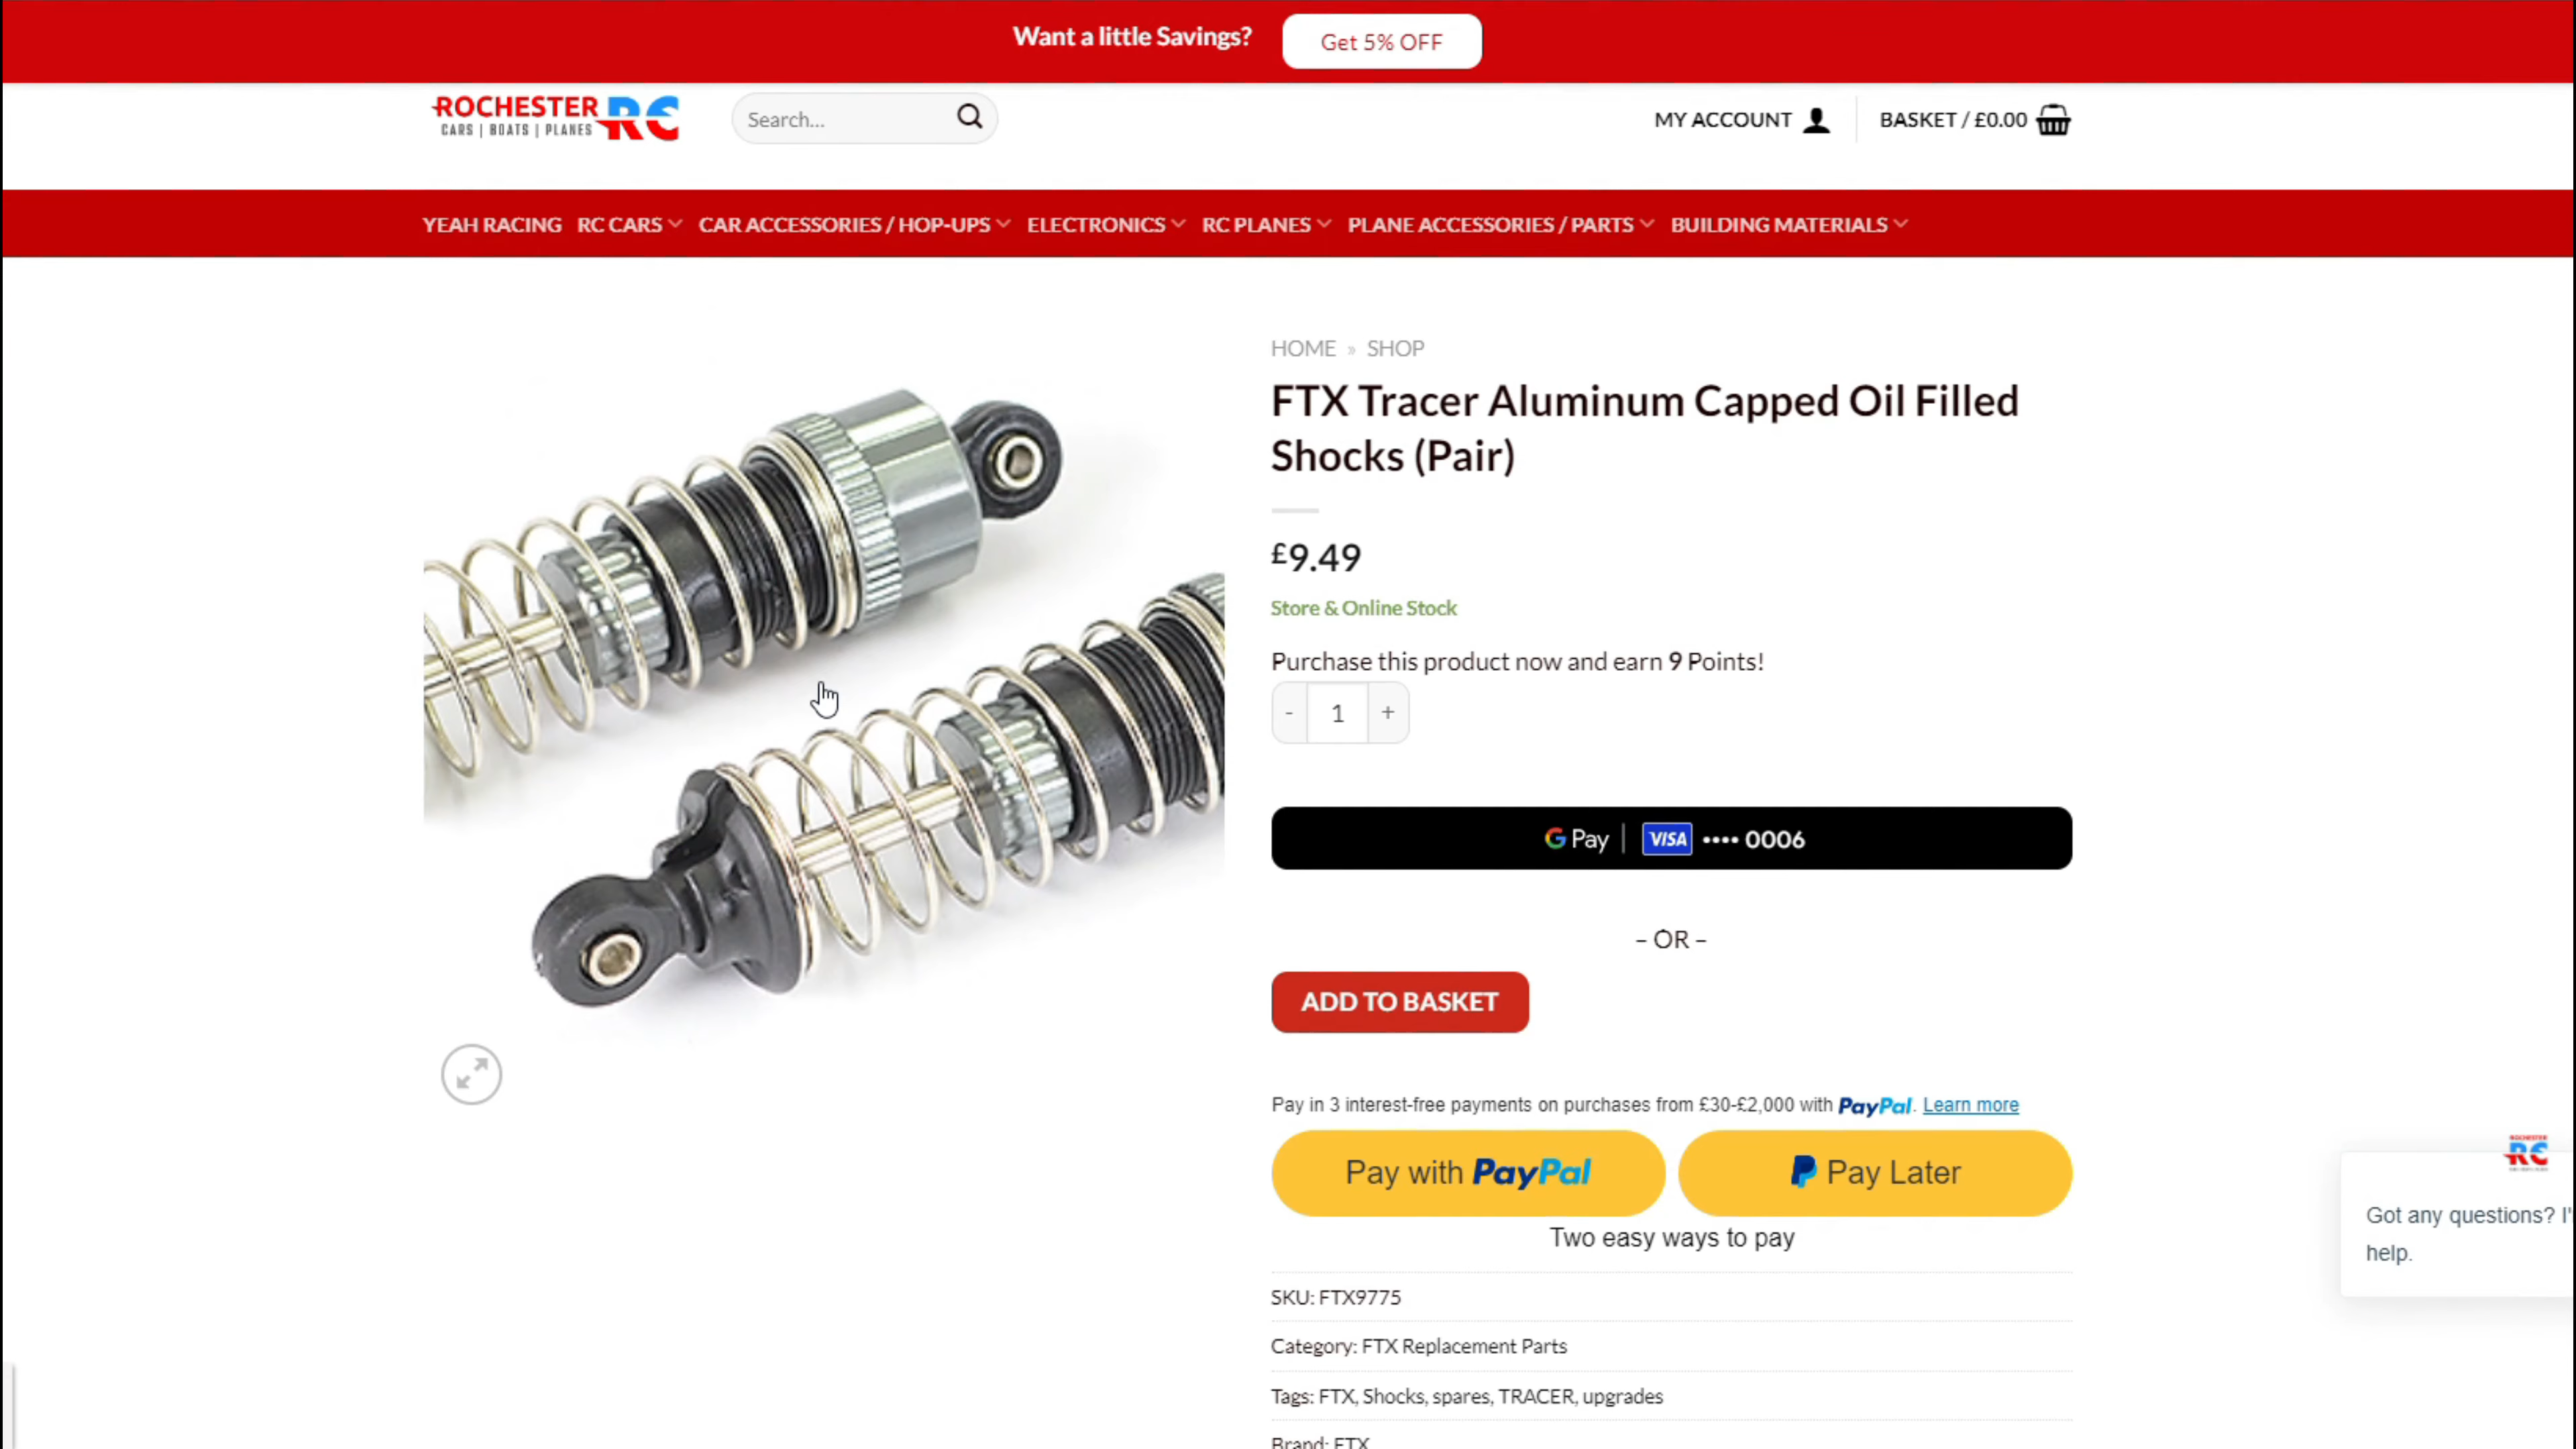 Want a little Savings?
Get 5% OFF
ROCHESTER RC
CARS | BOATS | PLANES
Search...
MY ACCOUNT
BASKET / £0.00
YEAH RACING RC CARS CAR ACCESSORIES / HOP-UPS ELECTRONICS RC PLANES PLANE ACCESSORIES / PARTS BUILDING MATERIALS
HOME » SHOP
FTX Tracer Aluminum Capped Oil Filled
Shocks (Pair)
£9.49
Store & Online Stock
Purchase this product now and earn 9 Points!
- 1 +
G Pay | VISA •••• 0006
– OR –
ADD TO BASKET
Pay in 3 interest-free payments on purchases from £30-£2,000 with PayPal. Learn more
Pay with PayPal
Pay Later
Two easy ways to pay
ROCHESTER
RC
Got any questions? I'
help.
SKU: FTX9775
Category: FTX Replacement Parts
Tags: FTX, Shocks, spares, TRACER, upgrades
Brand: FTX